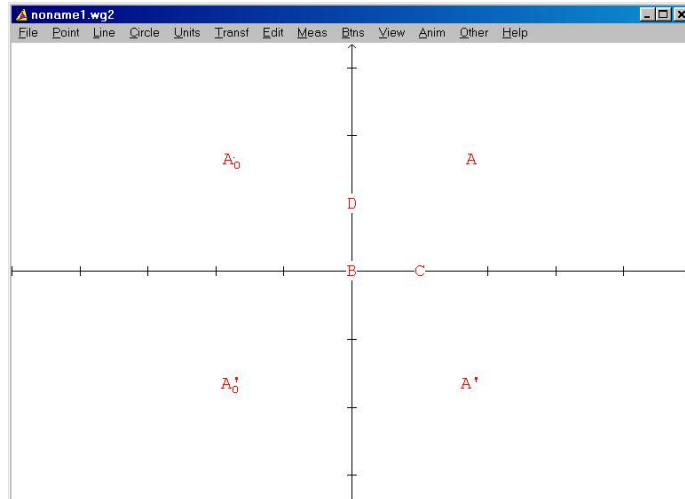 noname1.wg2
File Point Line Circle Units Transf Edit Meas Btns View Anim Other Help
A₀ A
D
B C
A₀' A'